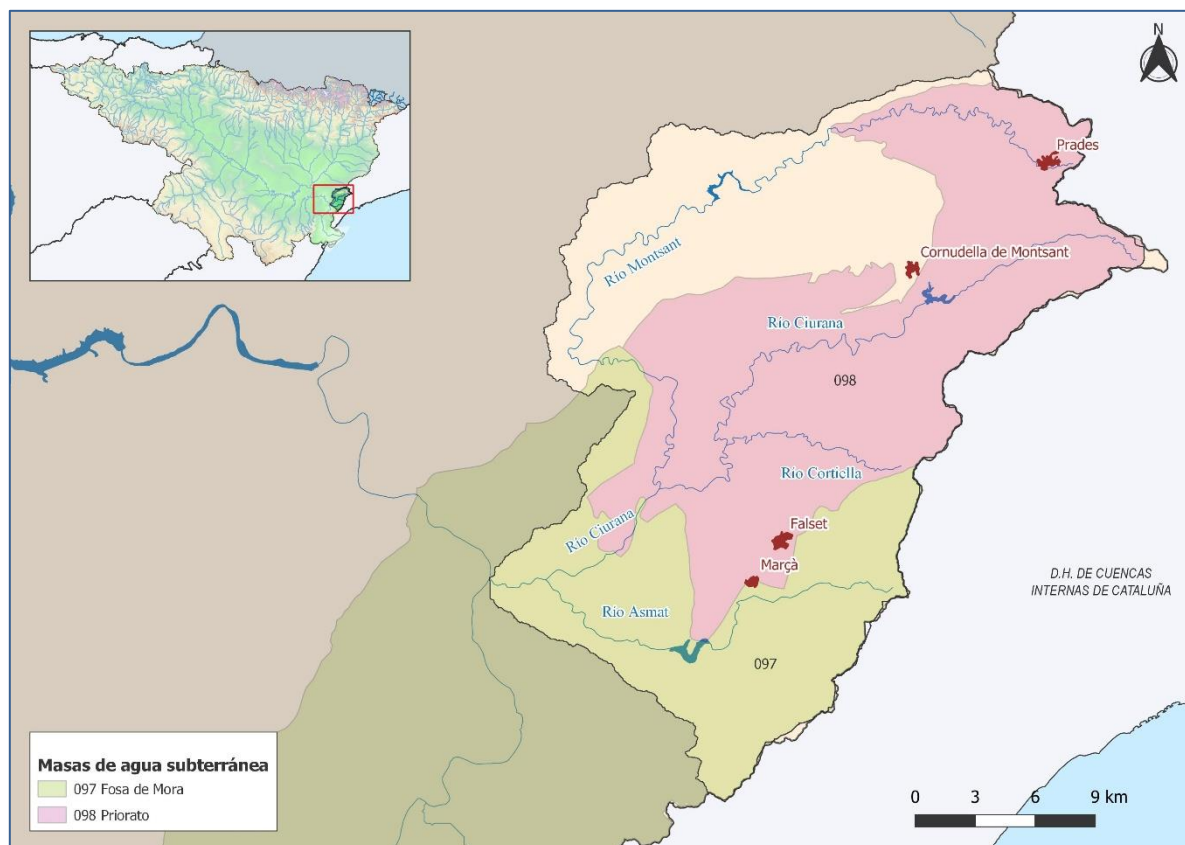 N
Prades
Cornudella de Montsant
Río Montsant
Río Ciurana
098
Río Cortiella
Falset
Río Ciurana
Marçà
D.H. DE CUENCAS
INTERNAS DE CATALUÑA
Río Asmat
097
Masas de agua subterránea
097 Fosa de Mora
098 Priorato
0 3 6 9 km